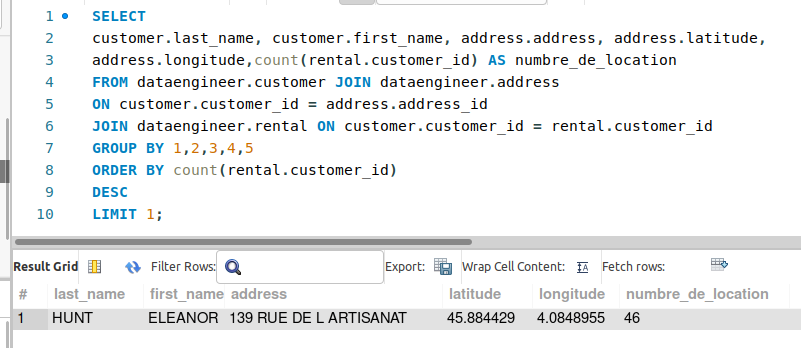 1 SELECT
2 customer.last_name, customer.first_name, address.address, address.latitude,
3 address.longitude,count(rental.customer_id) AS numbre_de_location
4 FROM dataengineer.customer JOIN dataengineer.address
5 ON customer.customer_id = address.address_id
6 JOIN dataengineer.rental ON customer.customer_id = rental.customer_id
7 GROUP BY 1,2,3,4,5
8 ORDER BY count(rental.customer_id)
9 DESC
10 LIMIT 1;
Result Grid Filter Rows: Export: Wrap Cell Content: Fetch rows:
# last_name first_name address latitude longitude numbre_de_location
1 HUNT ELEANOR 139 RUE DE L ARTISANAT 45.884429 4.0848955 46